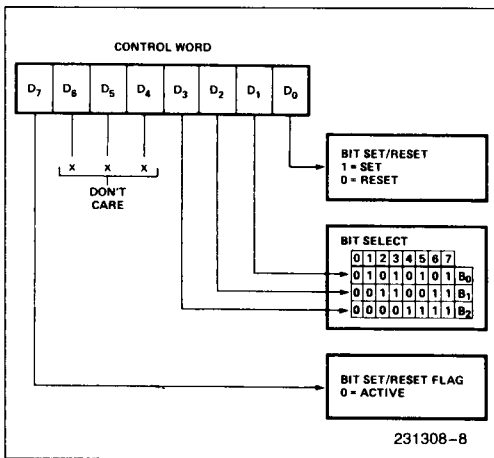 CONTROL WORD
D7 D6 D5 D4 D3 D2 D1 D0
X X X
DON'T
CARE
BIT SET/RESET
1 = SET
0 = RESET
BIT SELECT
0 1 2 3 4 5 6 7
0 1 0 1 0 1 0 1 B0
0 0 1 1 0 0 1 1 B1
0 0 0 0 1 1 1 1 B2
BIT SET/RESET FLAG
0 = ACTIVE
231308-8